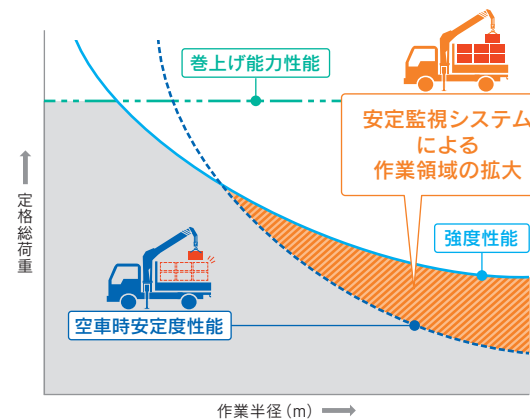 巻上げ能力性能
安定監視システム
による
作業領域の拡大
定格総荷重
強度性能
空車時安定度性能
作業半径(m)